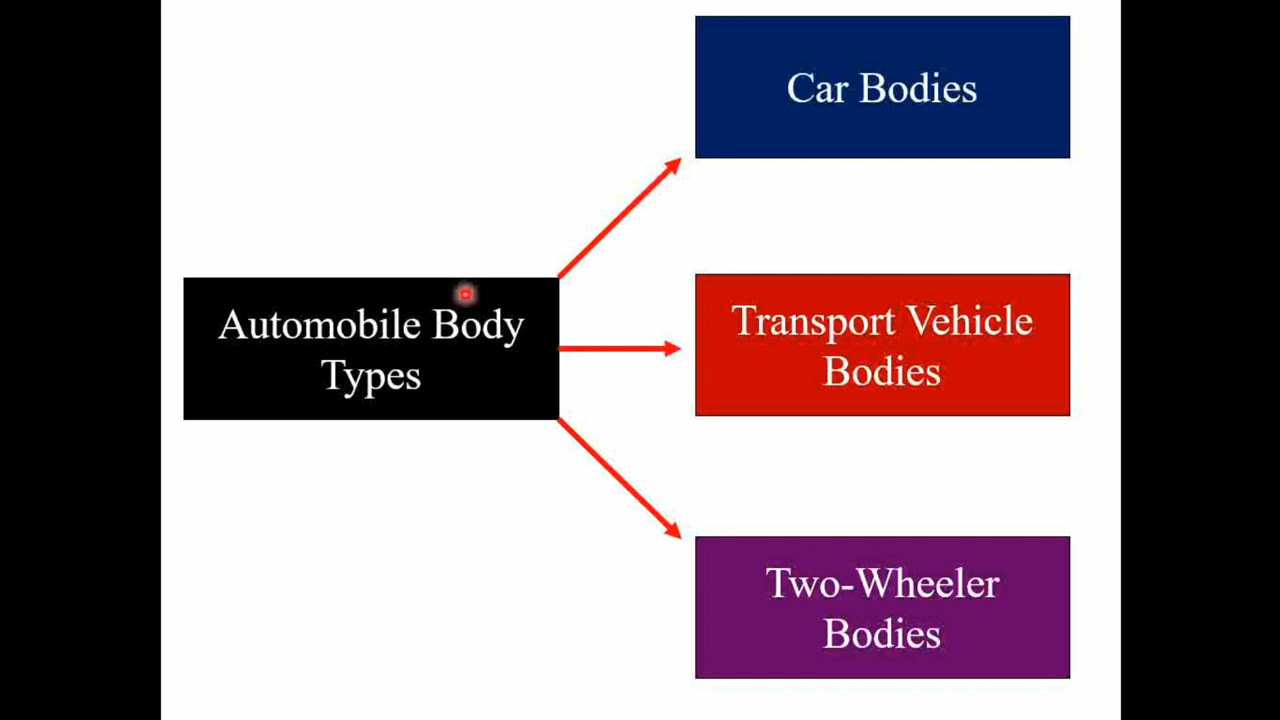 Car Bodies
Automobile Body
Types
Transport Vehicle
Bodies
Two-Wheeler
Bodies